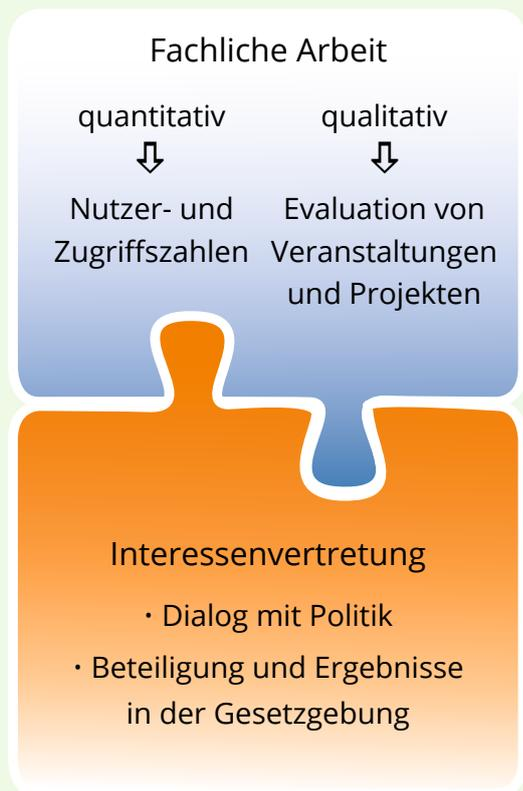 Fachliche Arbeit
quantitativ
qualitativ
Nutzer- und
Zugriffszahlen
Evaluation von
Veranstaltungen
und Projekten
Interessenvertretung
· Dialog mit Politik
· Beteiligung und Ergebnisse
in der Gesetzgebung